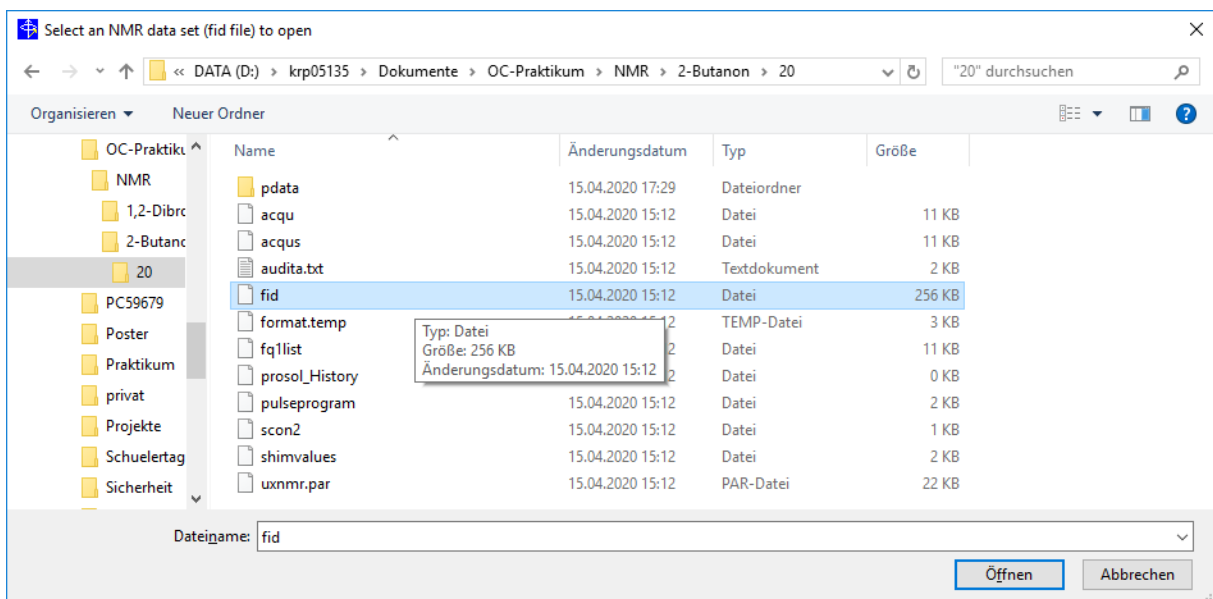 Select an NMR data set (fid file) to open
« DATA (D:) › krp05135 › Dokumente › OC-Praktikum › NMR › 2-Butanon › 20
"20" durchsuchen
Organisieren Neuer Ordner
OC-Praktiku
NMR
1,2-Dibro
2-Butano
20
PC59679
Poster
Praktikum
privat
Projekte
Schuelertag
Sicherheit
Name Änderungsdatum Typ Größe
pdata 15.04.2020 17:29 Dateiordner
acqu 15.04.2020 15:12 Datei 11 KB
acqus 15.04.2020 15:12 Datei 11 KB
audita.txt 15.04.2020 15:12 Textdokument 2 KB
fid 15.04.2020 15:12 Datei 256 KB
format.temp 15.04.2020 15:12 TEMP-Datei 3 KB
fq1list 2 Datei 11 KB
prosol_History 2 Datei 0 KB
pulseprogram 15.04.2020 15:12 Datei 2 KB
scon2 15.04.2020 15:12 Datei 1 KB
shimvalues 15.04.2020 15:12 Datei 2 KB
uxnmr.par 15.04.2020 15:12 PAR-Datei 22 KB
Typ: Datei
Größe: 256 KB
Änderungsdatum: 15.04.2020 15:12
Dateiname: fid
Öffnen Abbrechen